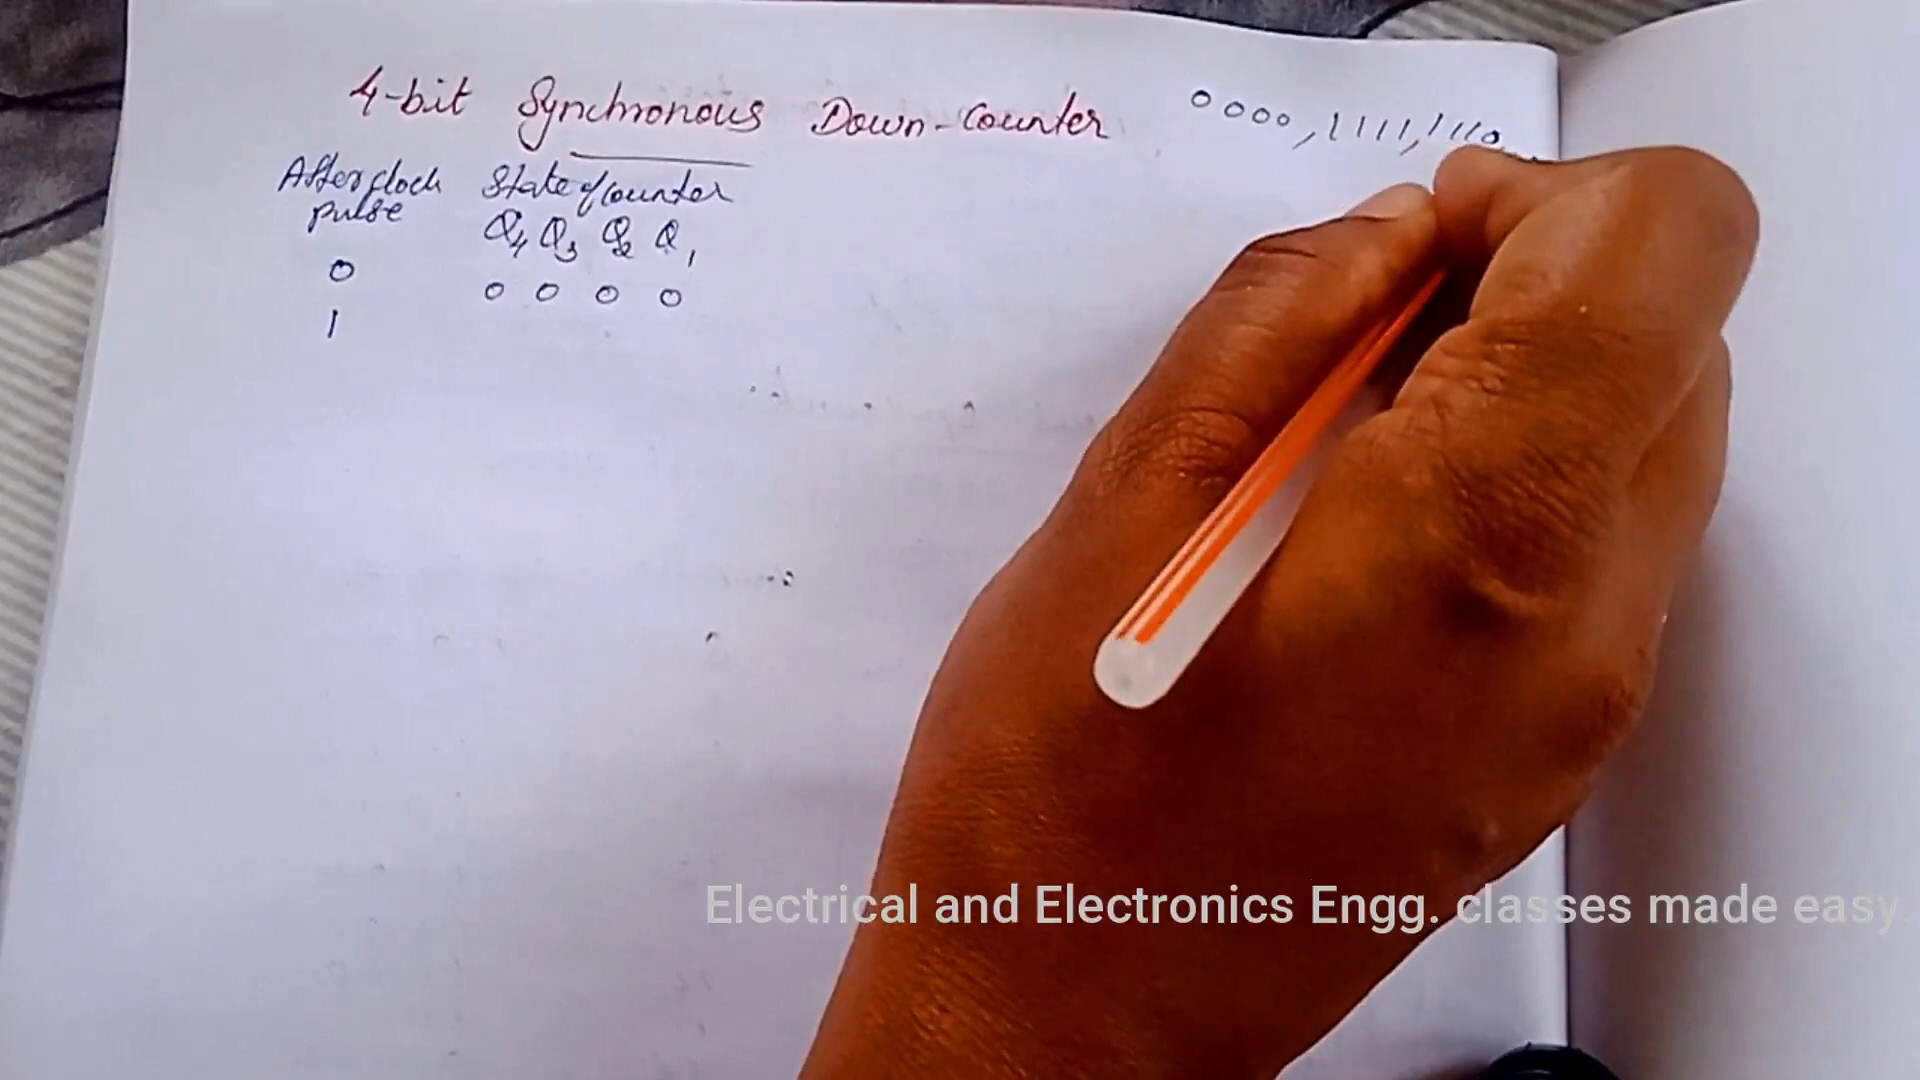 4-bit Synchronous Down-Counter 0000, 1111, 1110
After clock State of counter
pulse Q4 Q3 Q2 Q1
0 0 0 0 0
1
Electrical and Electronics Engg. classes made easy.